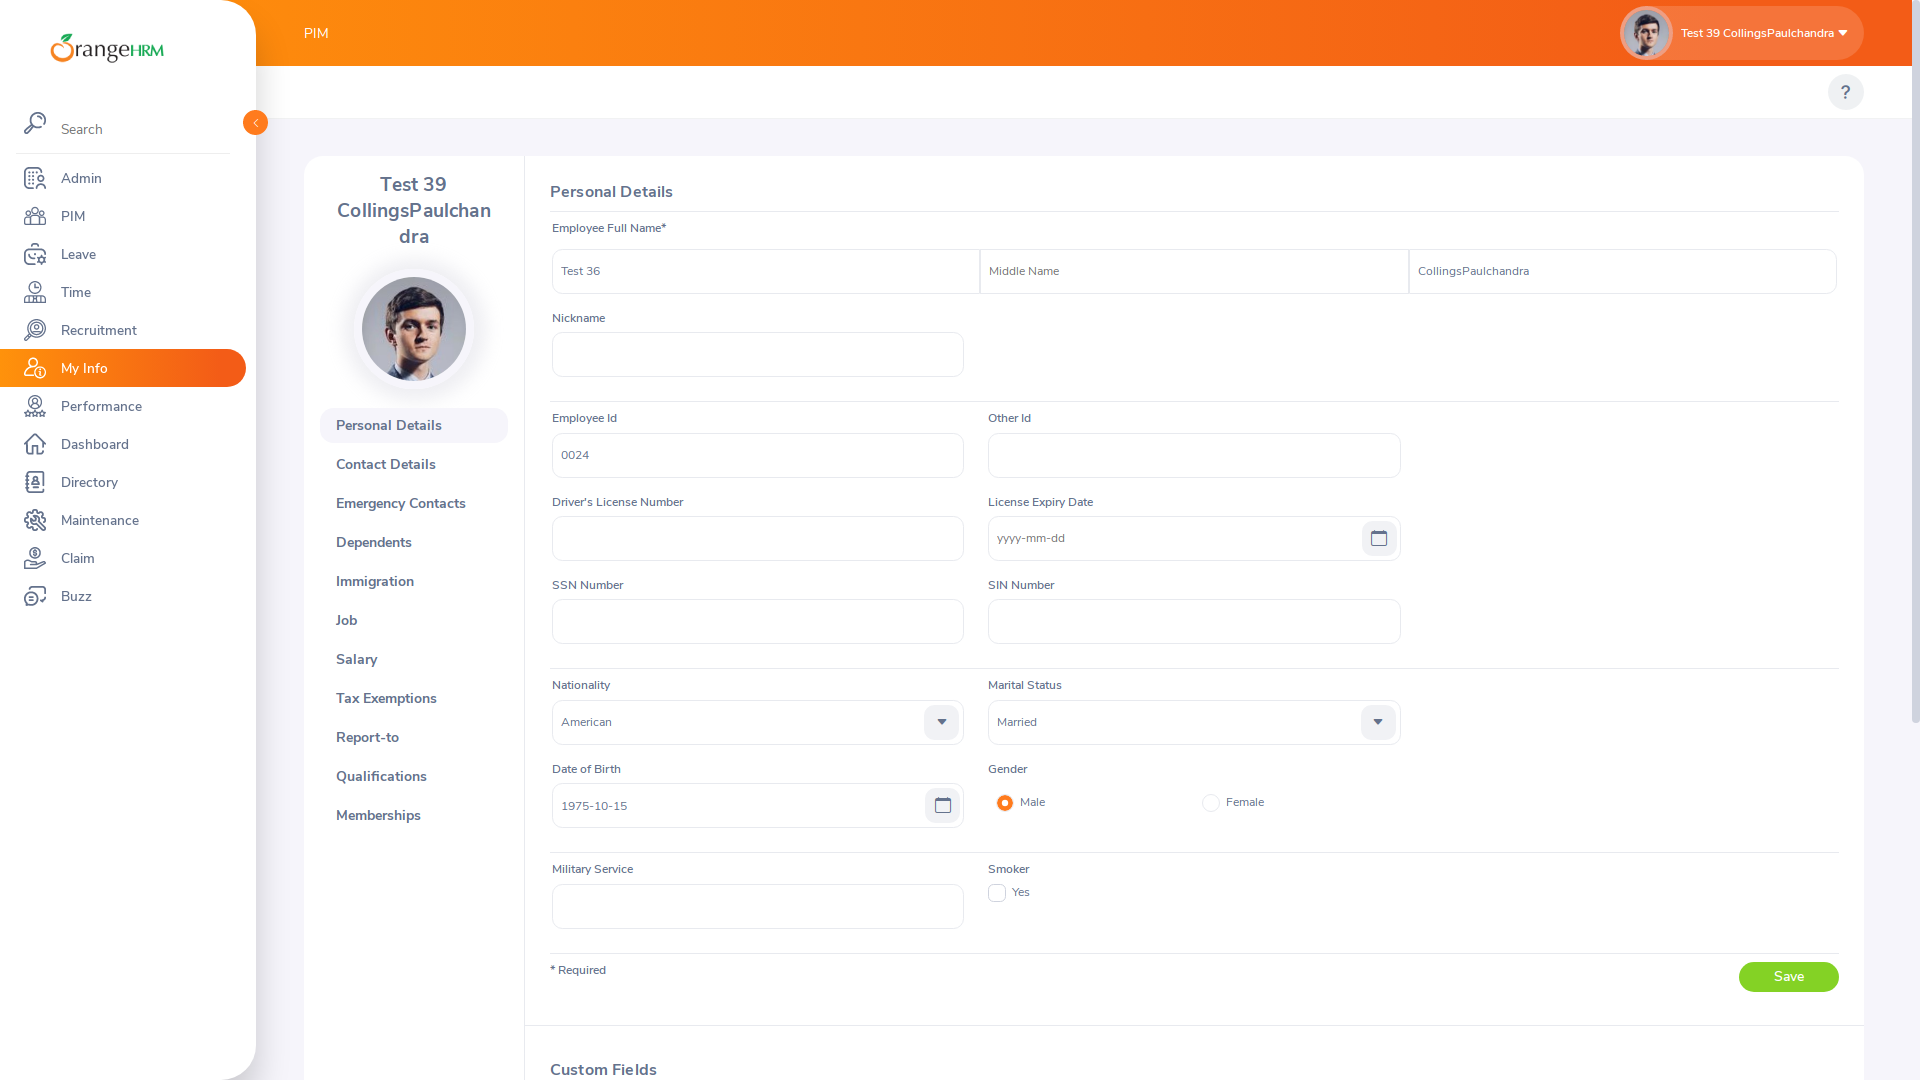 OrangeHRM
Search
Admin
PIM
Leave
Time
Recruitment
My Info
Performance
Dashboard
Directory
Maintenance
Claim
Buzz
PIM
Test 39 CollingsPaulchandra
?
Test 39
CollingsPaulchan
dra
Personal Details
Contact Details
Emergency Contacts
Dependents
Immigration
Job
Salary
Tax Exemptions
Report-to
Qualifications
Memberships
Personal Details
Employee Full Name*
Test 36 Middle Name CollingsPaulchandra
Nickname
Employee Id Other Id
0024
Driver's License Number License Expiry Date
yyyy-mm-dd
SSN Number SIN Number
Nationality Marital Status
American Married
Date of Birth Gender
1975-10-15 Male Female
Military Service Smoker
Yes
* Required Save
Custom Fields